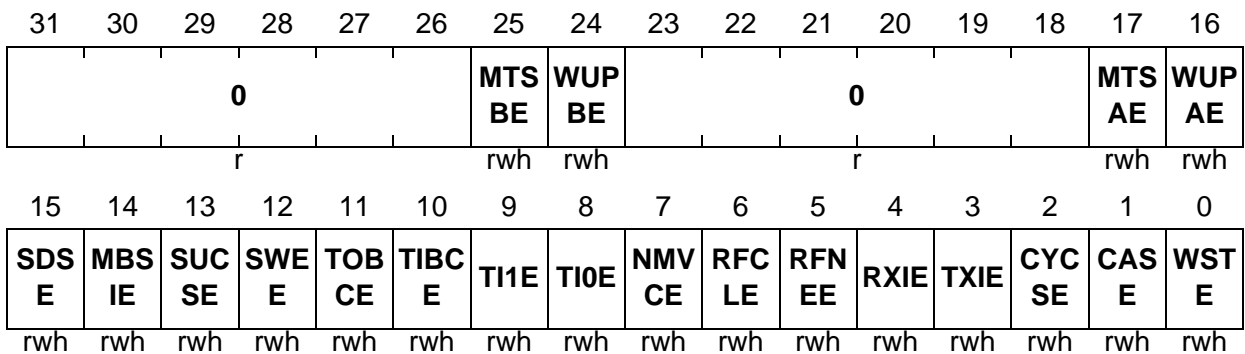 31 30 29 28 27 26 25 24 23 22 21 20 19 18 17 16
0 MTS BE WUP BE 0 MTS AE WUP AE
r rwh rwh r rwh rwh
15 14 13 12 11 10 9 8 7 6 5 4 3 2 1 0
SDS E MBS IE SUC SE SWE E TOB CE TIBC E TI1E TI0E NMV CE RFC LE RFN EE RXIE TXIE CYC SE CAS E WST E
rwh rwh rwh rwh rwh rwh rwh rwh rwh rwh rwh rwh rwh rwh rwh rwh